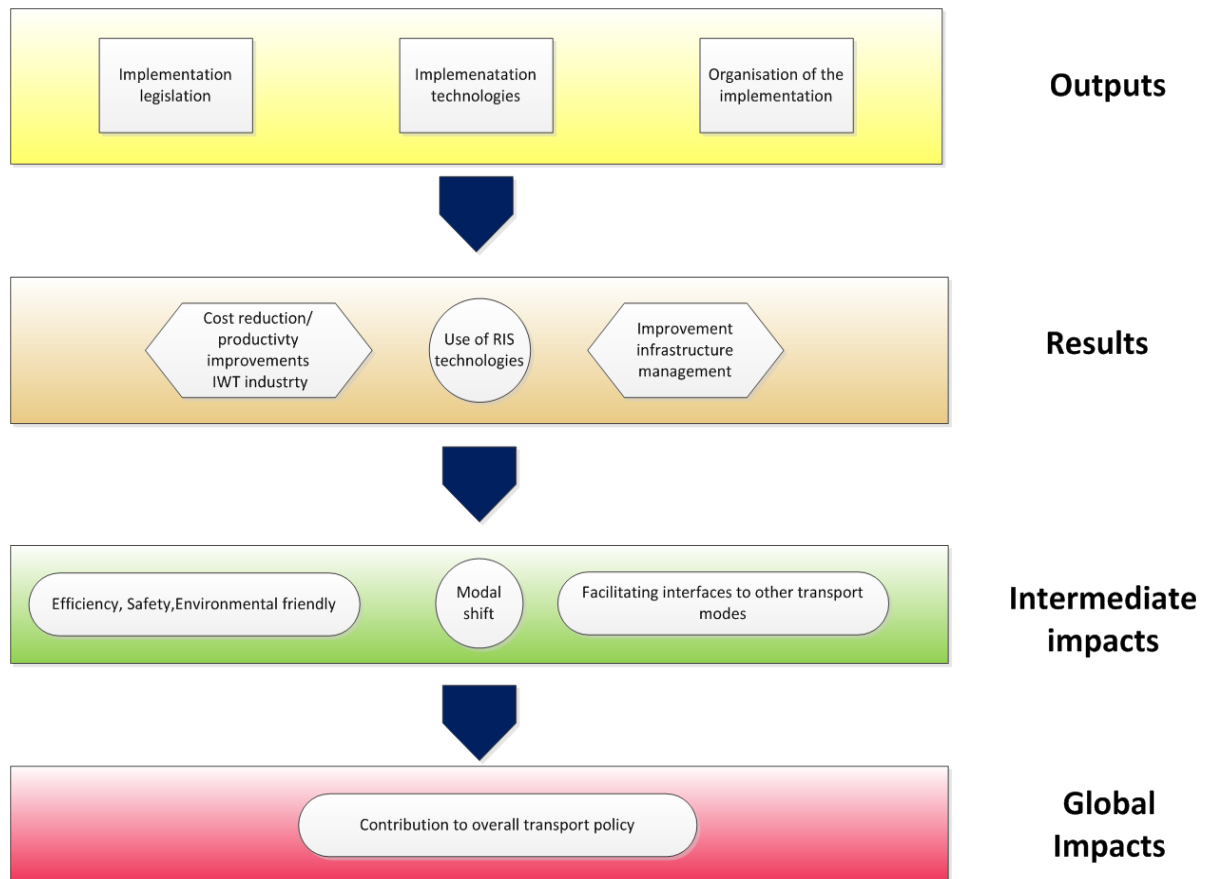 Implementation
legislation
Implemenatation
technologies
Organisation of the
implementation
Outputs
Cost reduction/
productivty
improvements
IWT industrty
Use of RIS
technologies
Improvement
infrastructure
management
Results
Efficiency, Safety,Environmental friendly
Modal
shift
Facilitating interfaces to other transport
modes
Intermediate
impacts
Contribution to overall transport policy
Global
Impacts